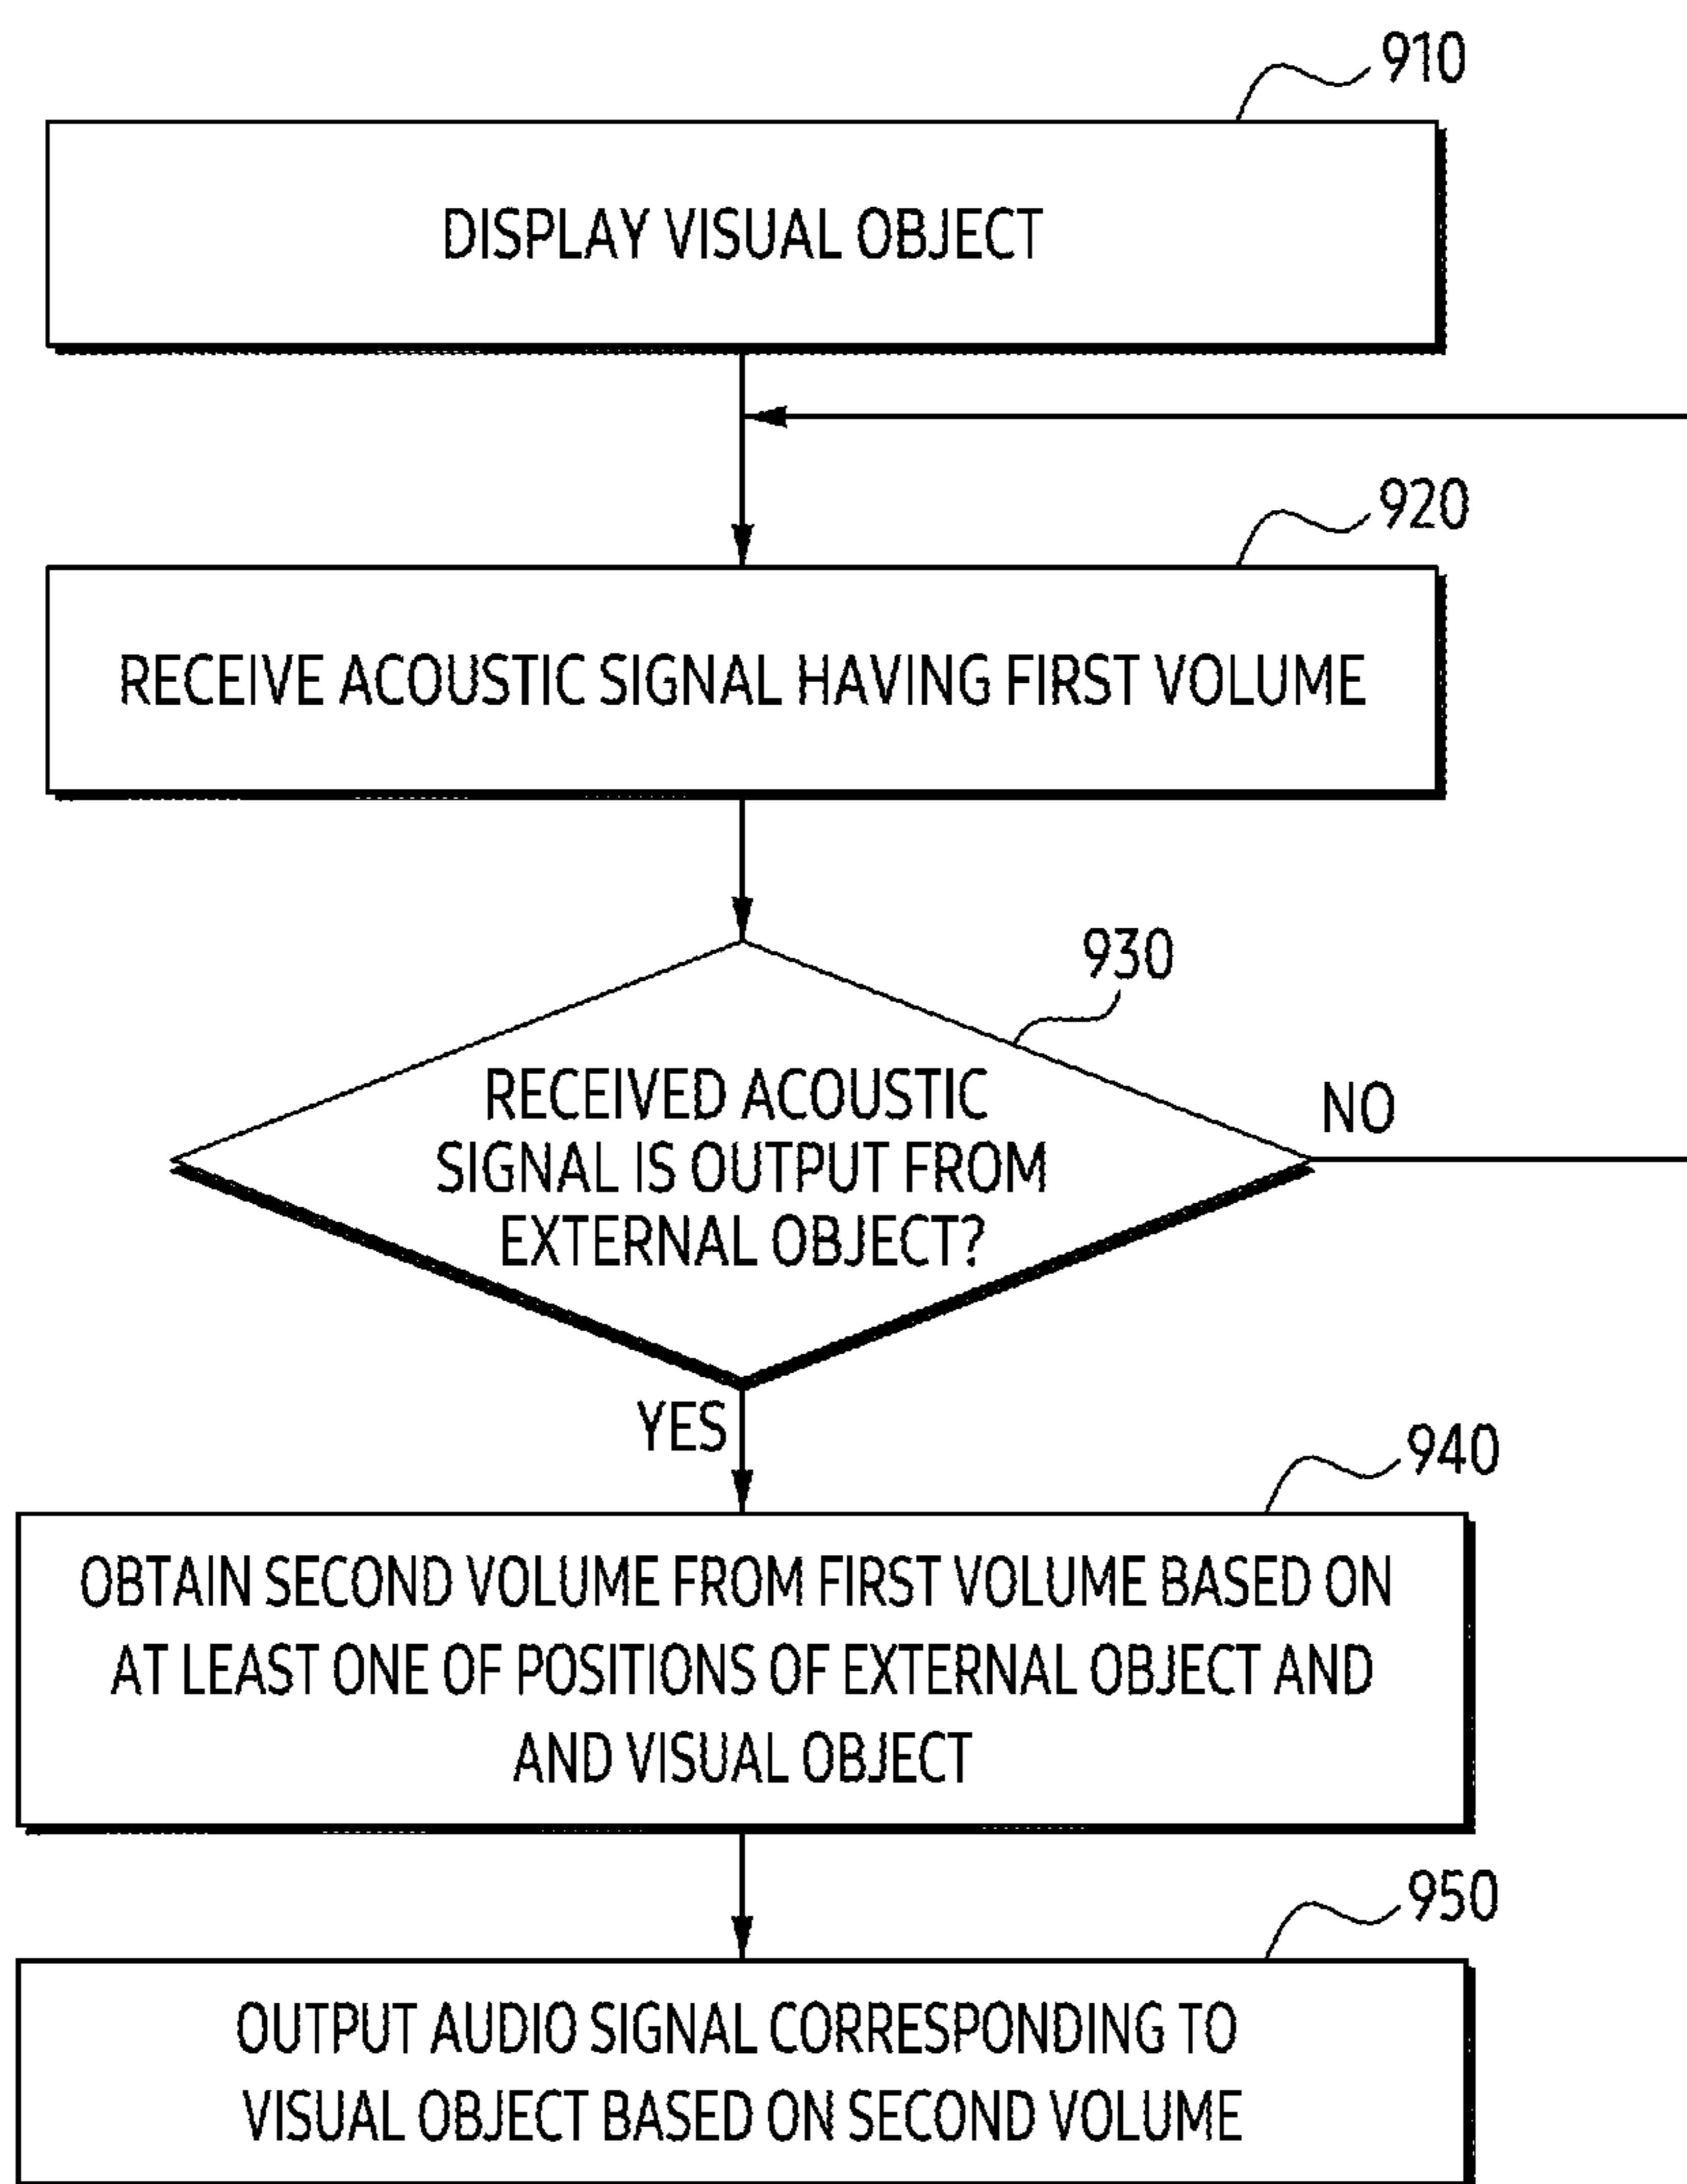 910
DISPLAY VISUAL OBJECT
920
RECEIVE ACOUSTIC SIGNAL HAVING FIRST VOLUME
930
RECEIVED ACOUSTIC
SIGNAL IS OUTPUT FROM
EXTERNAL OBJECT?
NO
YES
940
OBTAIN SECOND VOLUME FROM FIRST VOLUME BASED ON
AT LEAST ONE OF POSITIONS OF EXTERNAL OBJECT AND
AND VISUAL OBJECT
950
OUTPUT AUDIO SIGNAL CORRESPONDING TO
VISUAL OBJECT BASED ON SECOND VOLUME